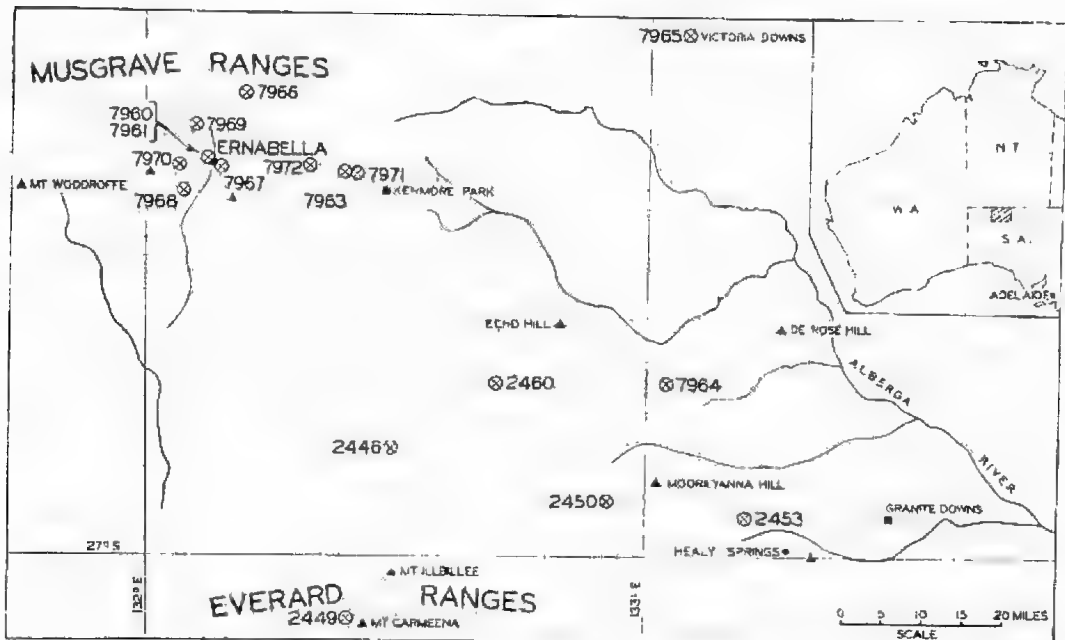 7965 VICTORIA DOWNS
MUSGRAVE RANGES
7966
7960
7961
7969
ERNABELLA
7970
7972
7971
MT WOODROFFE
7967
KENMORE PARK
7968
7963
N.T.
W.A.
S.A.
ADELAIDE
ECHO HILL
DE ROSE HILL
2460
7964
ALBERGA RIVER
2446
MOOREYANNA HILL
2450
2453
GRANITE DOWNS
27° S
HEALY SPRINGS
132° E
MT ILLBILLEE
133° E
EVERARD RANGES
2449
MT CARMEENA
0 5 10 15 20 MILES
SCALE